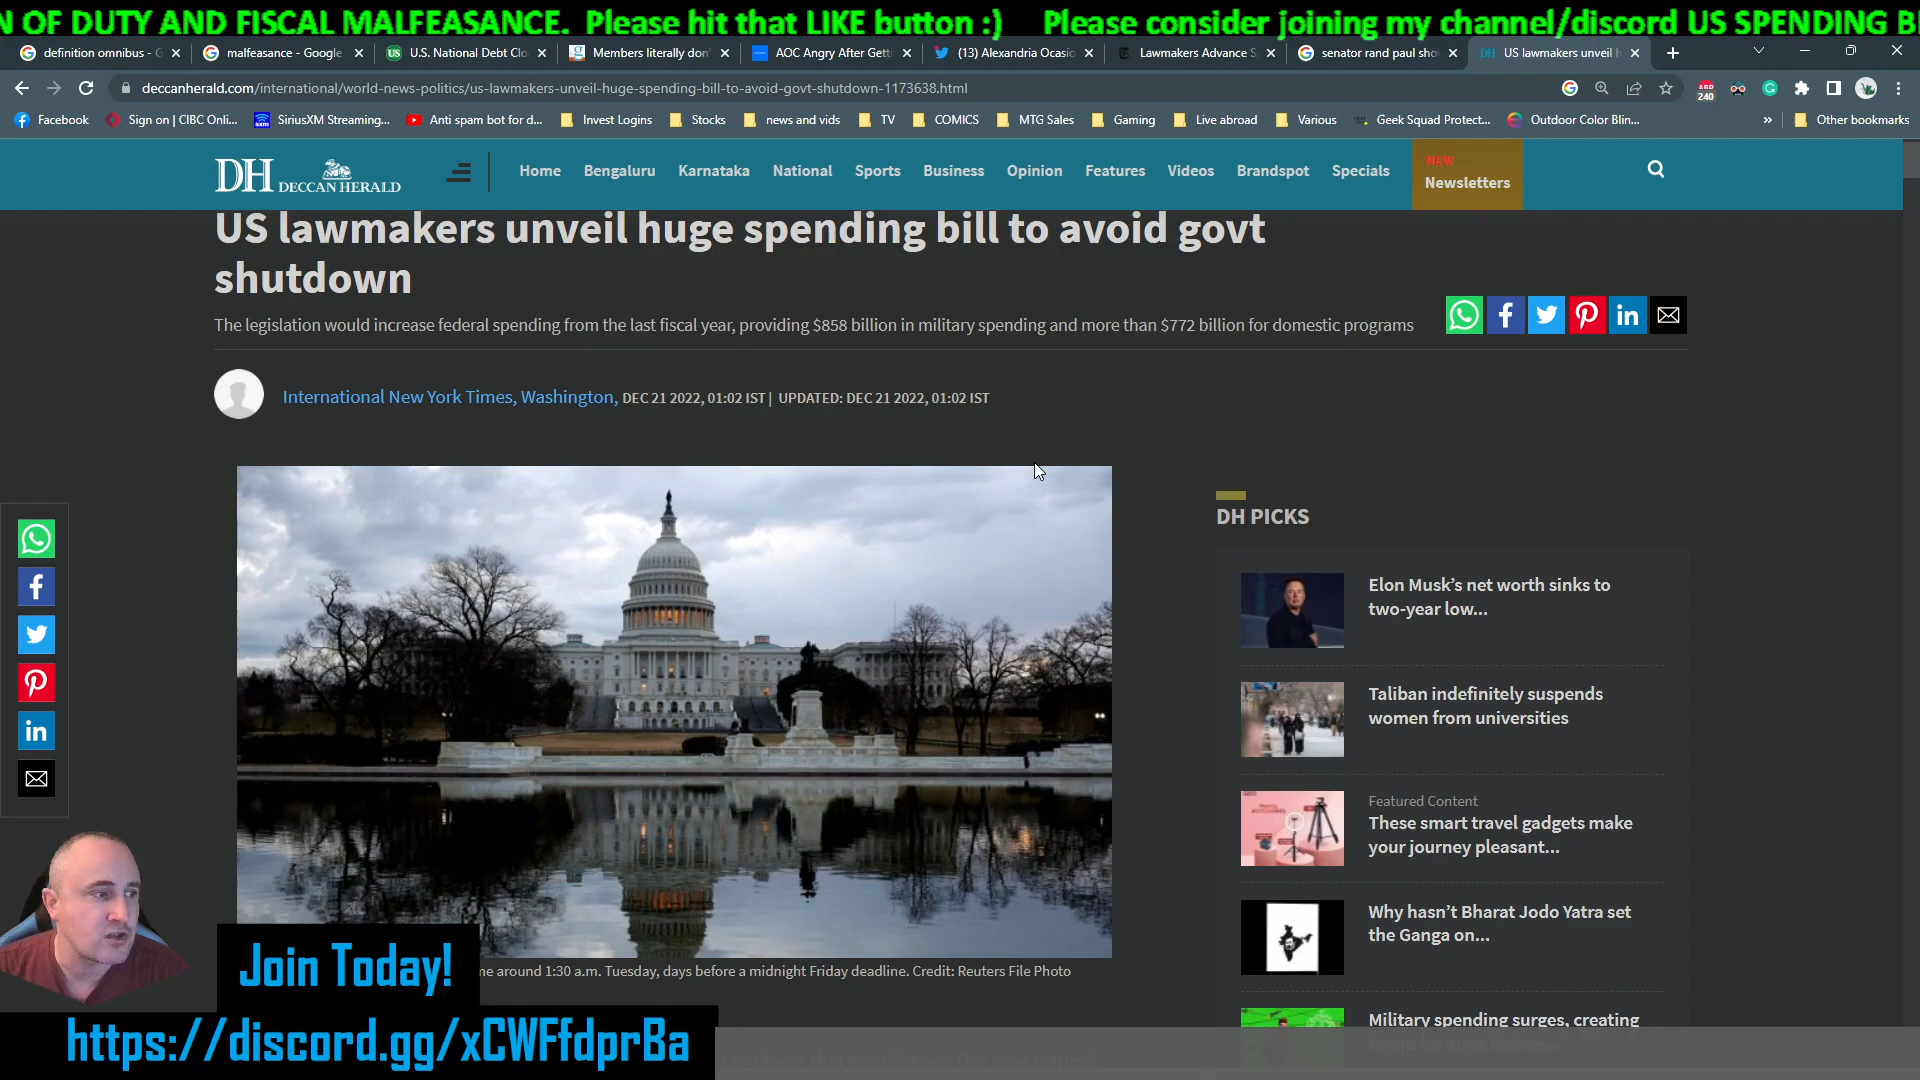 N OF DUTY AND FISCAL MALFEASANCE. Please hit that LIKE button :) Please consider joining my channel/discord US SPENDING B
definition omnibus - G
malfeasance - Google
U.S. National Debt Clo
Members literally don'
AOC Angry After Getti
(13) Alexandria Ocasio
Lawmakers Advance S
senator rand paul sho
US lawmakers unveil h
deccanherald.com/international/world-news-politics/us-lawmakers-unveil-huge-spending-bill-to-avoid-govt-shutdown-1173638.html
240
Facebook
Sign on | CIBC Onli...
SiriusXM Streaming...
Anti spam bot for d...
Invest Logins
Stocks
news and vids
TV
COMICS
MTG Sales
Gaming
Live abroad
Various
Geek Squad Protect...
Outdoor Color Blin...
»
Other bookmarks
DH DECCAN HERALD
Home
Bengaluru
Karnataka
National
Sports
Business
Opinion
Features
Videos
Brandspot
Specials
NEW
Newsletters
US lawmakers unveil huge spending bill to avoid govt
shutdown
The legislation would increase federal spending from the last fiscal year, providing $858 billion in military spending and more than $772 billion for domestic programs
International New York Times, Washington, DEC 21 2022, 01:02 IST | UPDATED: DEC 21 2022, 01:02 IST
DH PICKS
Elon Musk's net worth sinks to
two-year low...
Taliban indefinitely suspends
women from universities
Featured Content
These smart travel gadgets make
your journey pleasant...
Why hasn't Bharat Jodo Yatra set
the Ganga on...
Military spending surges, creating
me around 1:30 a.m. Tuesday, days before a midnight Friday deadline. Credit: Reuters File Photo
Join Today!
https://discord.gg/xCWFfdprBa